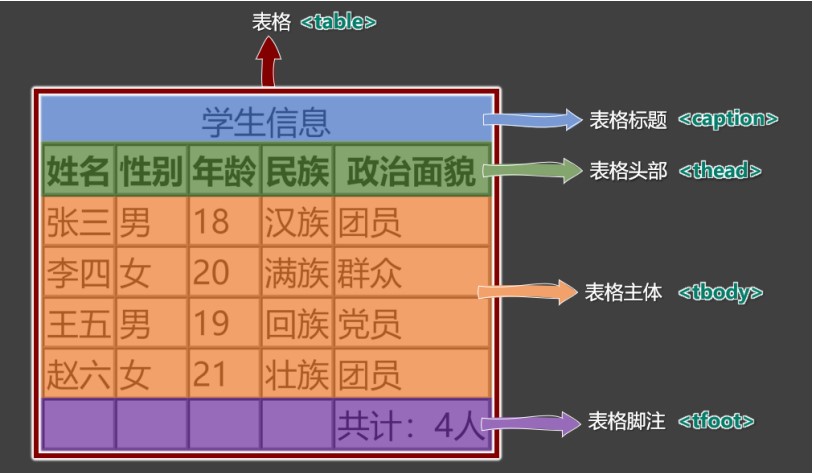 表格 <table>
学生信息
表格标题 <caption>
姓名 性别 年龄 民族 政治面貌
表格头部 <thead>
张三 男 18 汉族 团员
李四 女 20 满族 群众
表格主体 <tbody>
王五 男 19 回族 党员
赵六 女 21 壮族 团员
共计：4人
表格脚注 <tfoot>